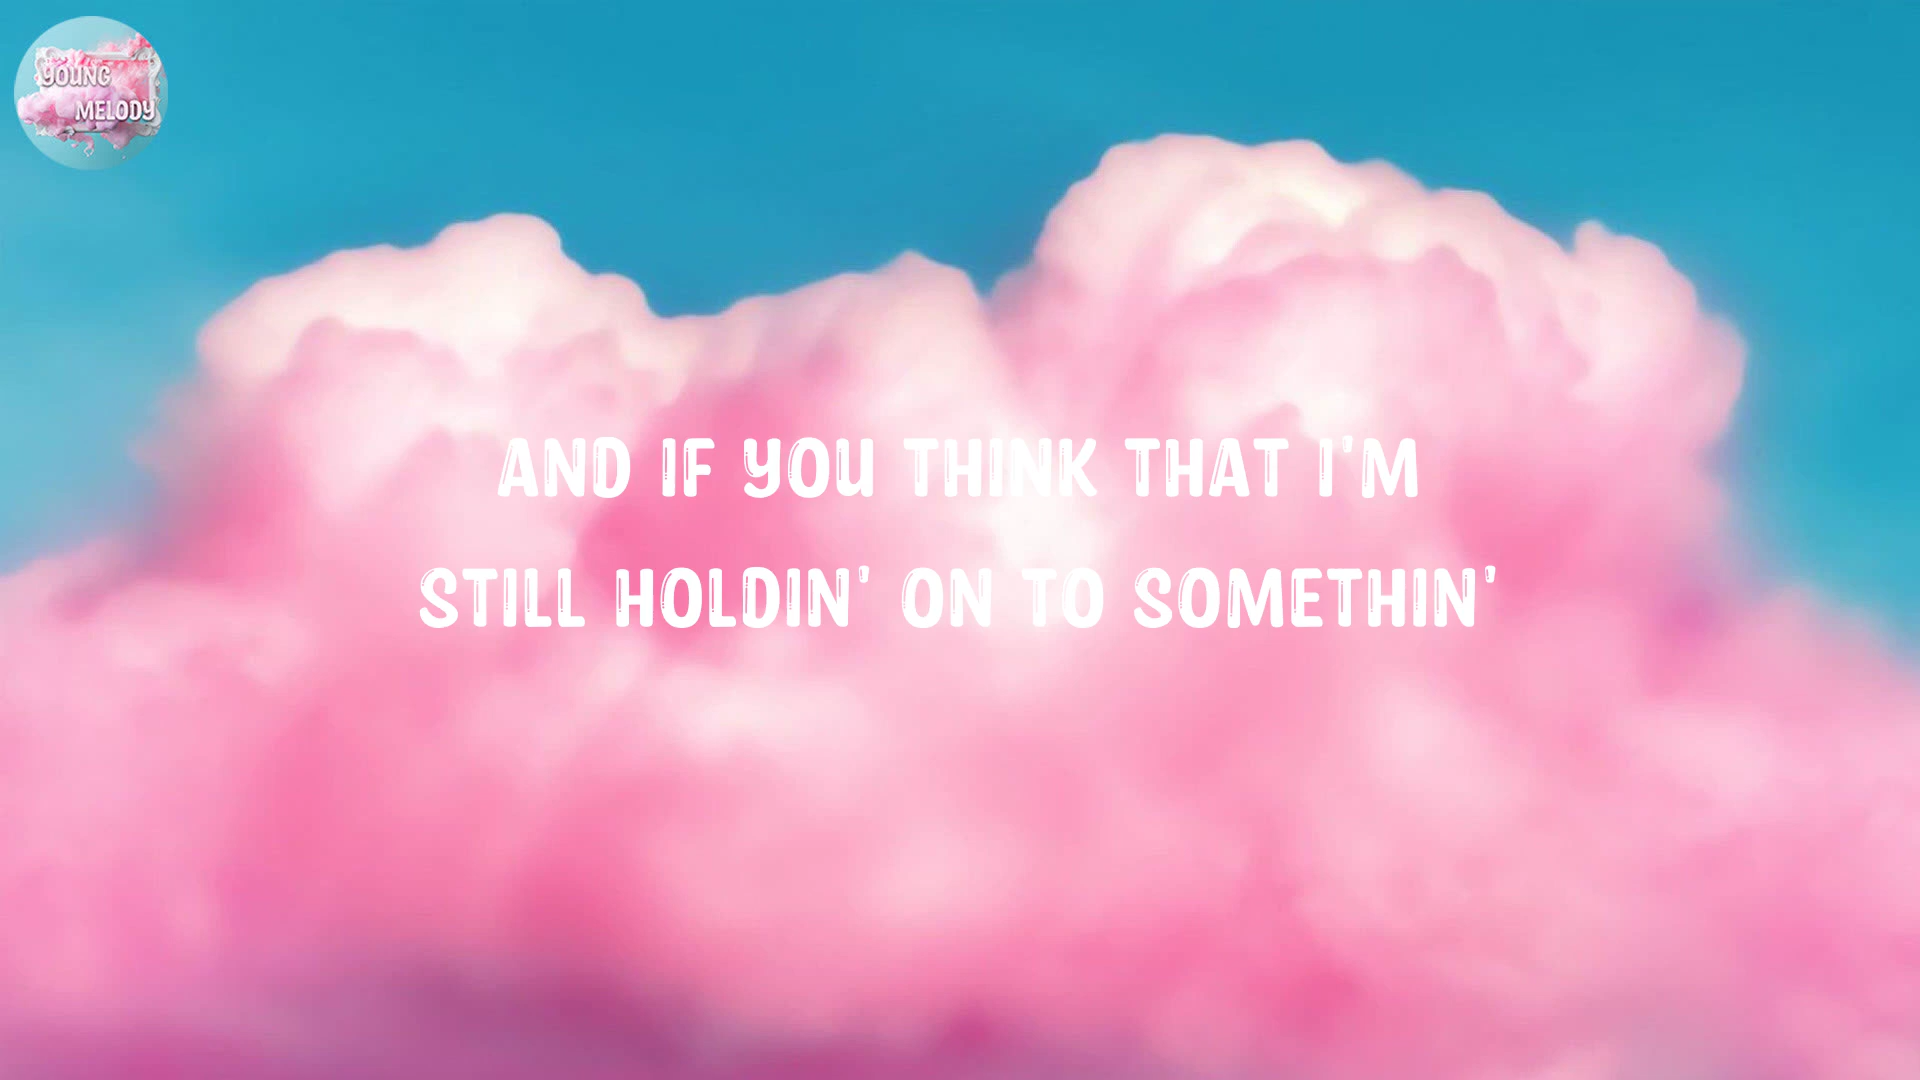 YOUNG
MELODY
AND IF YOU THINK THAT I'M
STILL HOLDIN' ON TO SOMETHIN'